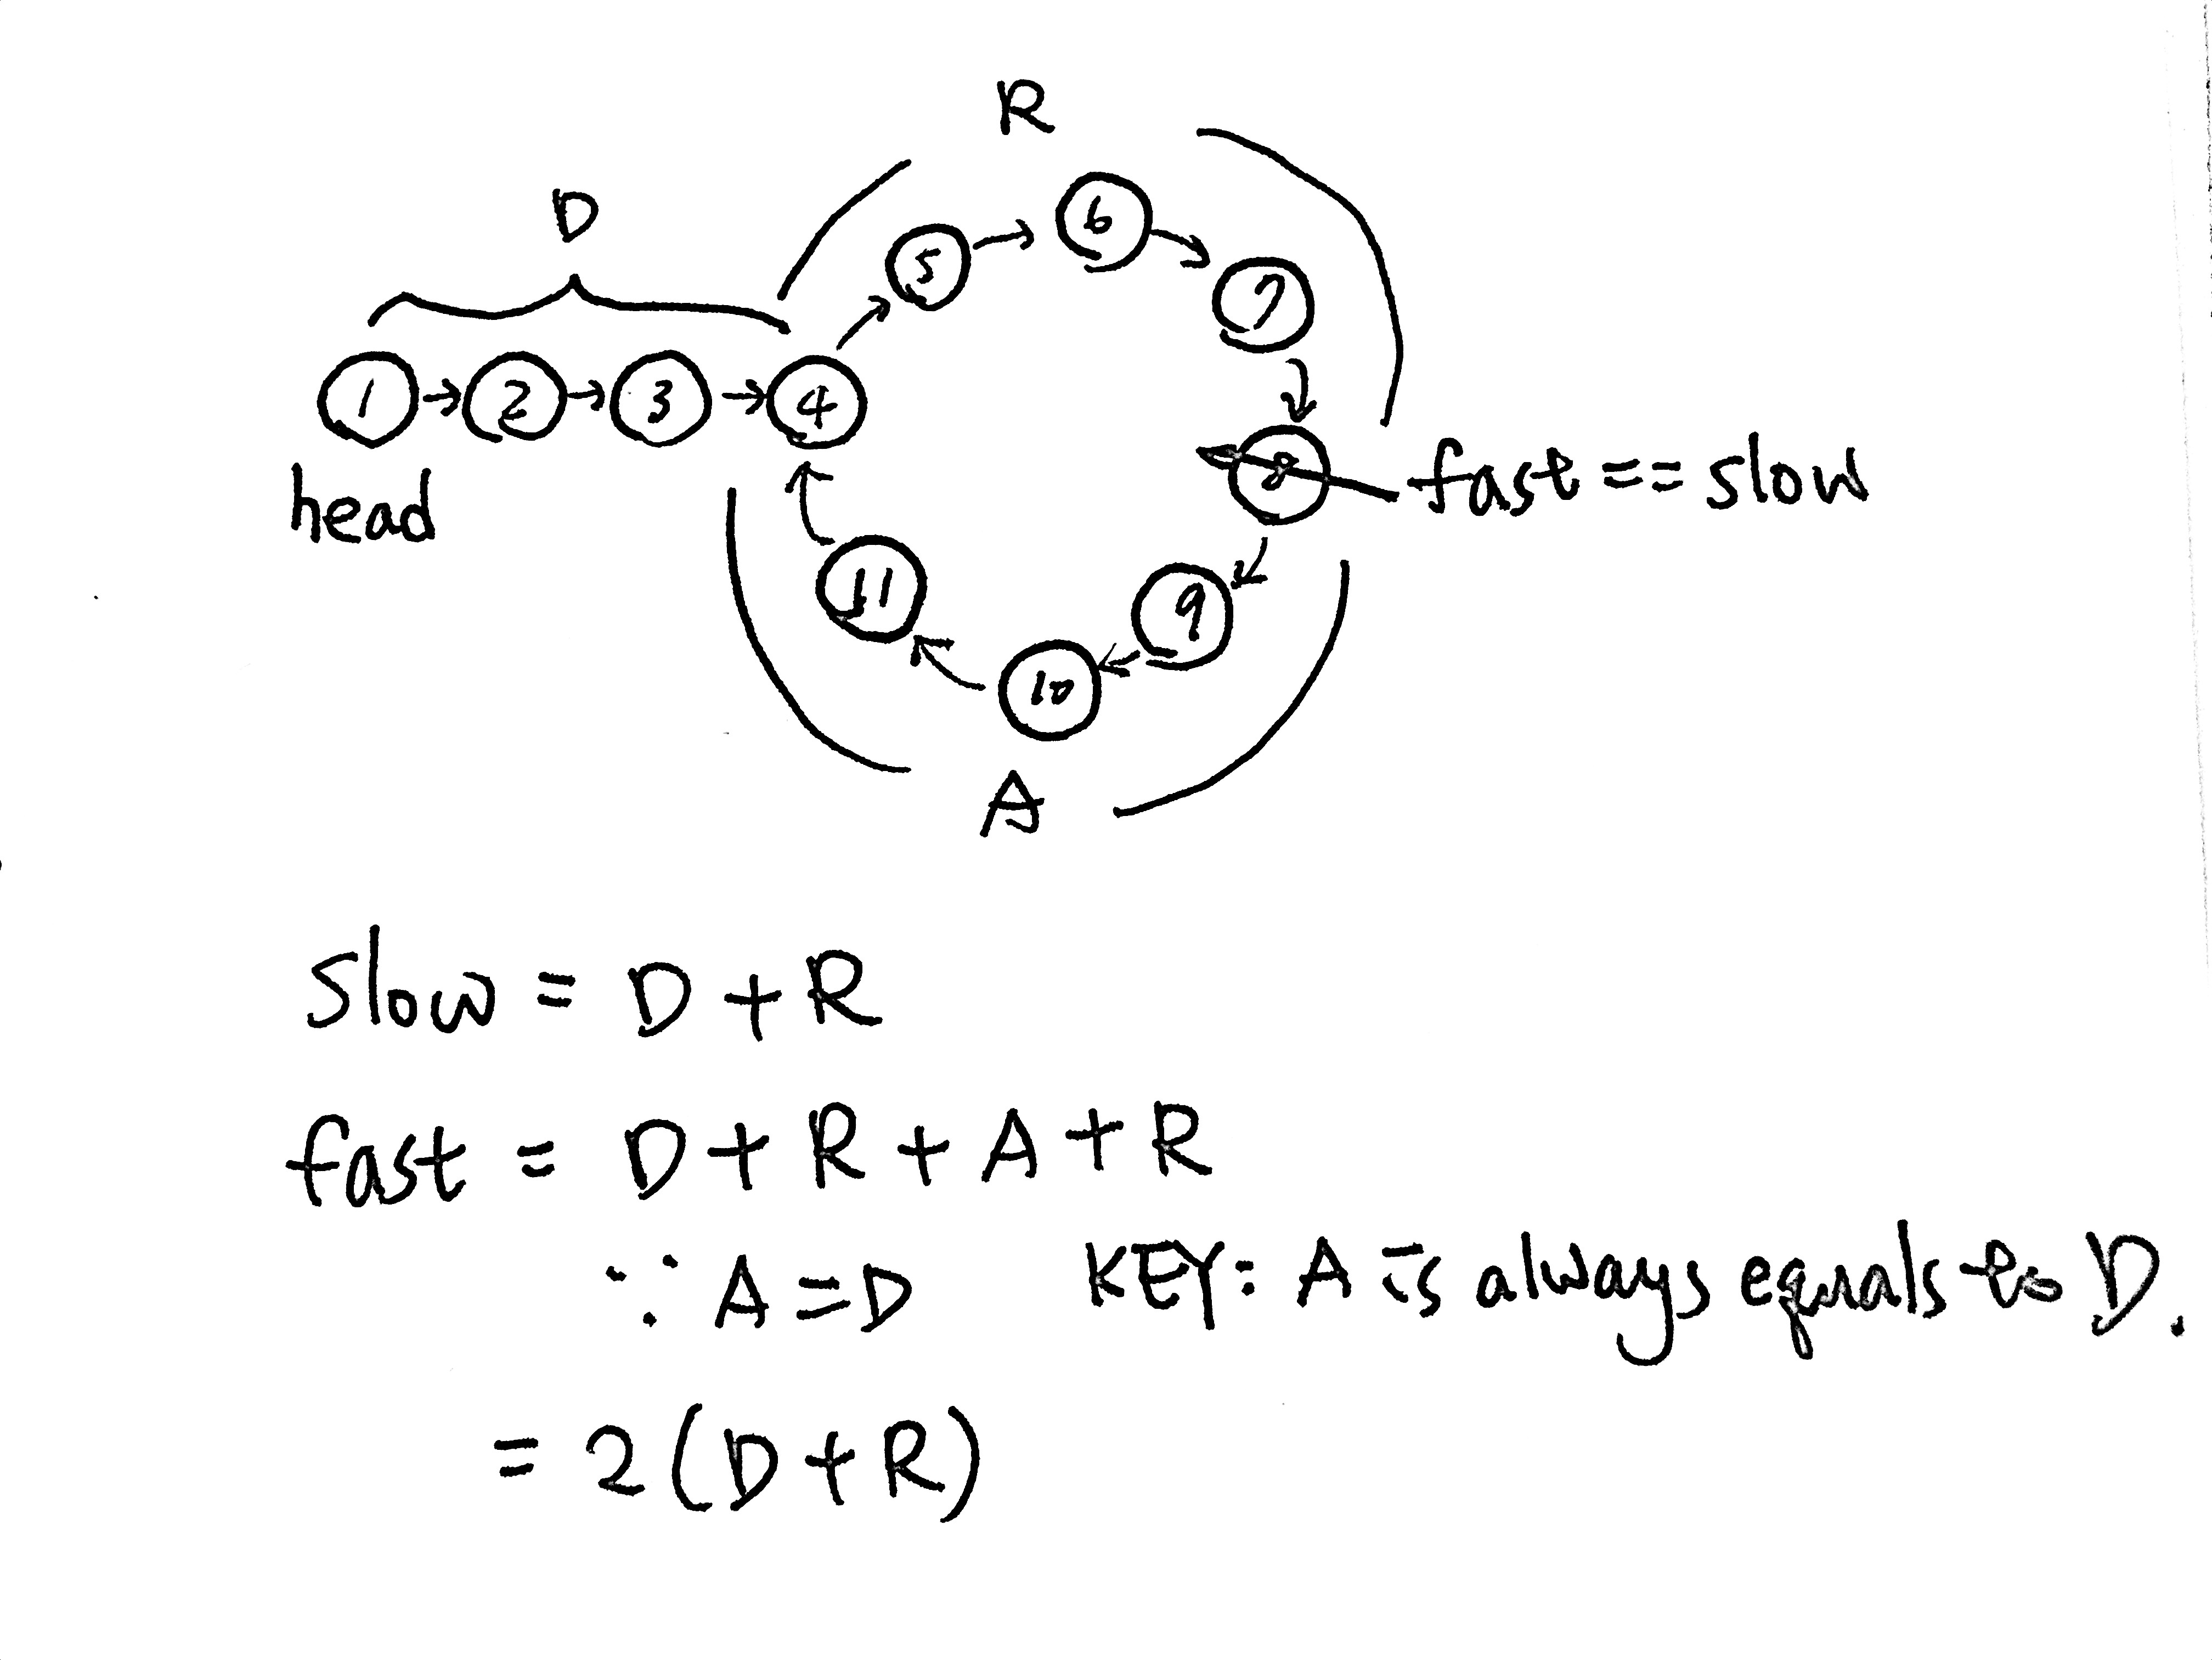 R
D
5 6 7
1 2 3 4
head
8 fast == slow
11 10 9
A
slow = D + R
fast = D + R + A + R
∵ A = D KEY: A is always equals to D.
= 2(D + R)